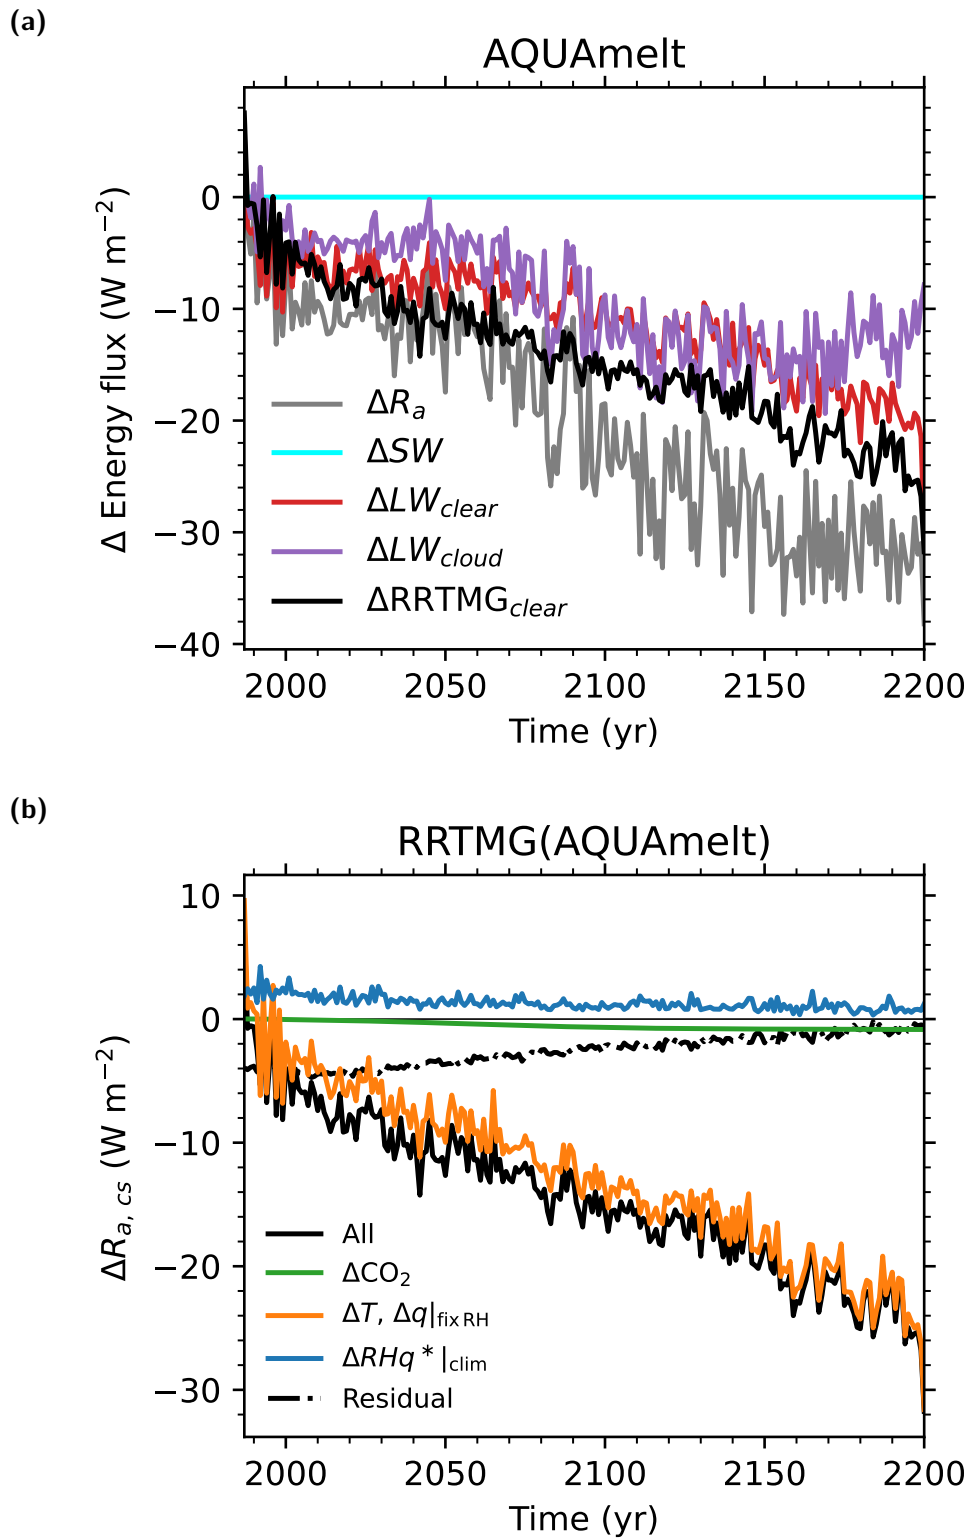 (a)
AQUAmelt
Δ Energy flux (W m⁻²)
0
−10
−20
−30
−40
ΔRₐ
ΔSW
ΔLW_clear
ΔLW_cloud
ΔRRTMG_clear
2000 2050 2100 2150 2200
Time (yr)
(b)
RRTMG(AQUAmelt)
ΔR_a, cs (W m⁻²)
10
0
−10
−20
−30
All
ΔCO₂
ΔT, Δq|fix RH
ΔRHq*|clim
Residual
2000 2050 2100 2150 2200
Time (yr)